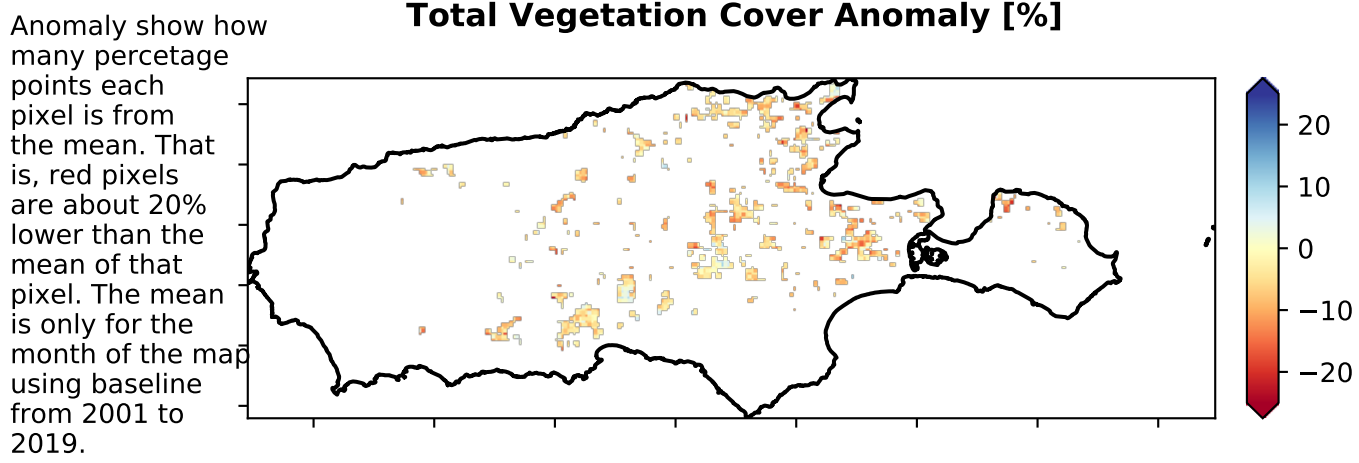 Total Vegetation Cover Anomaly [%]
Anomaly show how
many percetage
points each
pixel is from
the mean. That
is, red pixels
are about 20%
lower than the
mean of that
pixel. The mean
is only for the
month of the map
using baseline
from 2001 to
2019.
20
10
0
−10
−20